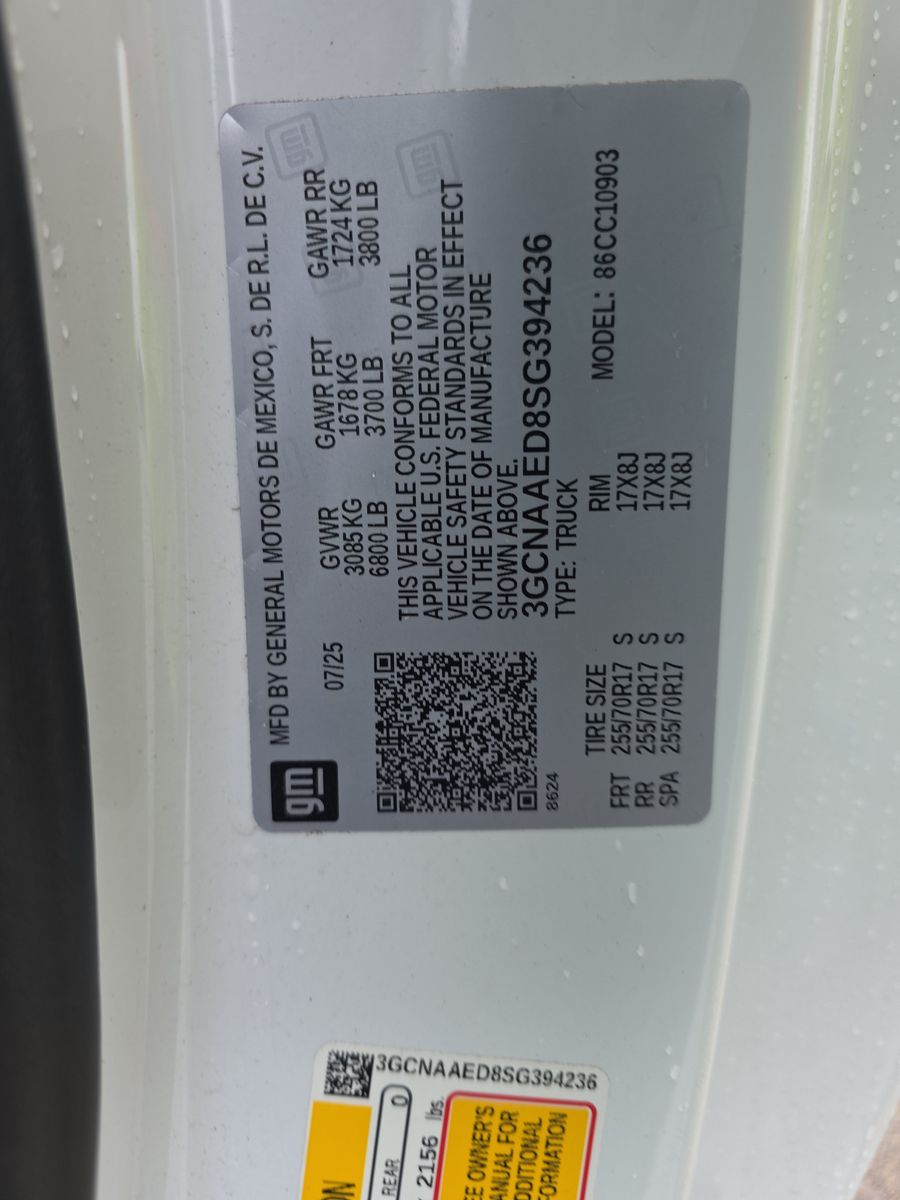 gm MFD BY GENERAL MOTORS DE MEXICO, S. DE R.L. DE C.V.
07/25
GVWR GAWR FRT GAWR RR
3085 KG 1678 KG 1724 KG
6800 LB 3700 LB 3800 LB
THIS VEHICLE CONFORMS TO ALL
APPLICABLE U.S. FEDERAL MOTOR
VEHICLE SAFETY STANDARDS IN EFFECT
ON THE DATE OF MANUFACTURE
SHOWN ABOVE.
3GCNAAED8SG394236
8624
TYPE: TRUCK
TIRE SIZE RIM MODEL: 86CC10903
FRT 255/70R17 S 17X8J
RR 255/70R17 S 17X8J
SPA 255/70R17 S 17X8J
3GCNAAED8SG394236
REAR 0
2156 lbs.
OWNER'S
FOR